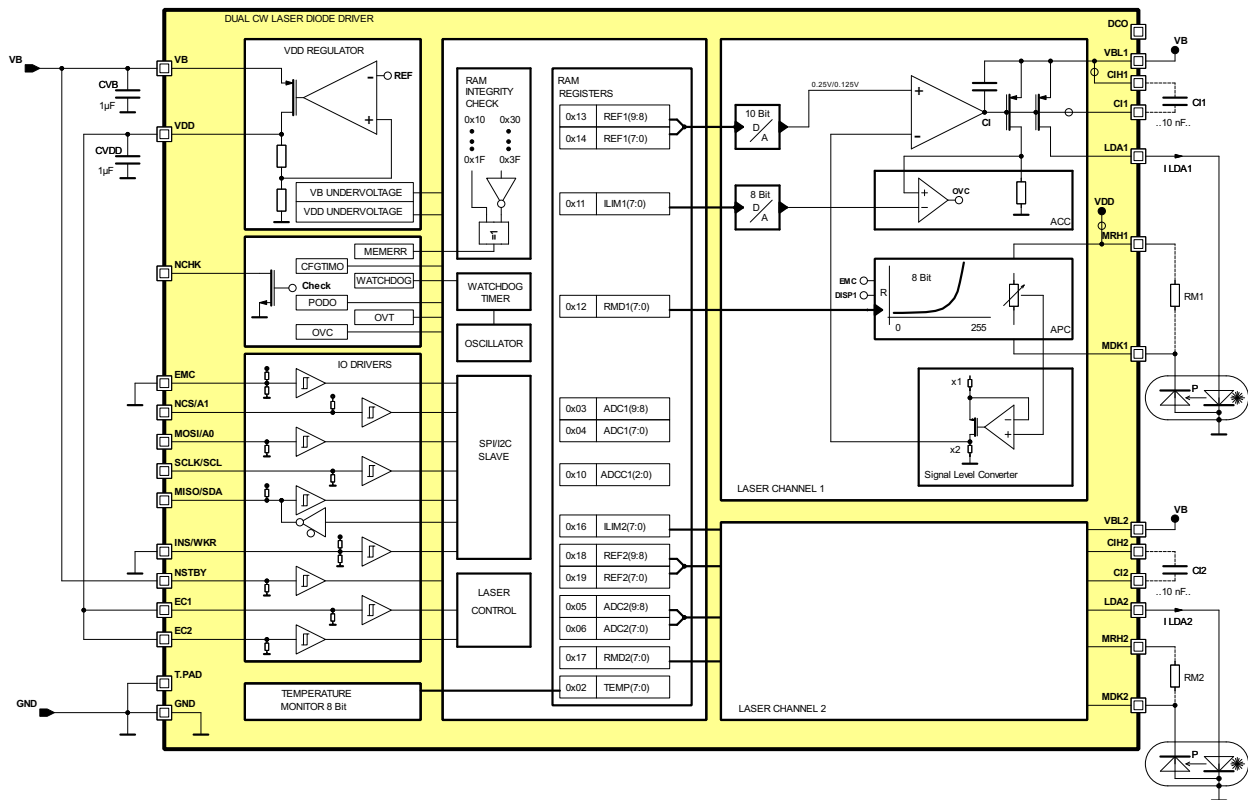 DUAL CW LASER DIODE DRIVER
VB
VB
CVB
1µF
VDD
CVDD
1µF
NCHK
EMC
NCS/A1
MOSI/A0
SCLK/SCL
MISO/SDA
INS/WKR
NSTBY
EC1
EC2
T.PAD
GND
GND
VDD REGULATOR
REF
VB UNDERVOLTAGE
VDD UNDERVOLTAGE
MEMERR
CFGTIMO
WATCHDOG
Check
PODO
OVT
OVC
IO DRIVERS
TEMPERATURE
MONITOR 8 Bit
RAM
INTEGRITY
CHECK
0x10 0x30
0x1F 0x3F
=1
WATCHDOG
TIMER
OSCILLATOR
SPI/I2C
SLAVE
LASER
CONTROL
RAM
REGISTERS
0x13 REF1(9:8)
0x14 REF1(7:0)
0x11 ILIM1(7:0)
0x12 RMD1(7:0)
0x03 ADC1(9:8)
0x04 ADC1(7:0)
0x10 ADCC1(2:0)
0x16 ILIM2(7:0)
0x18 REF2(9:8)
0x19 REF2(7:0)
0x05 ADC2(9:8)
0x06 ADC2(7:0)
0x17 RMD2(7:0)
0x02 TEMP(7:0)
10 Bit
D
A
0.25V/0.125V
CI
8 Bit
D
A
OVC
ACC
EMC
DISP1
R
8 Bit
0 255
APC
x1
x2
Signal Level Converter
LASER CHANNEL 1
LASER CHANNEL 2
DCO
VBL1
VB
CIH1
CI1
CI1
..10 nF..
LDA1
I LDA1
VDD
MRH1
RM1
MDK1
P
VBL2
VB
CIH2
CI2
CI2
..10 nF..
LDA2
I LDA2
MRH2
RM2
MDK2
P